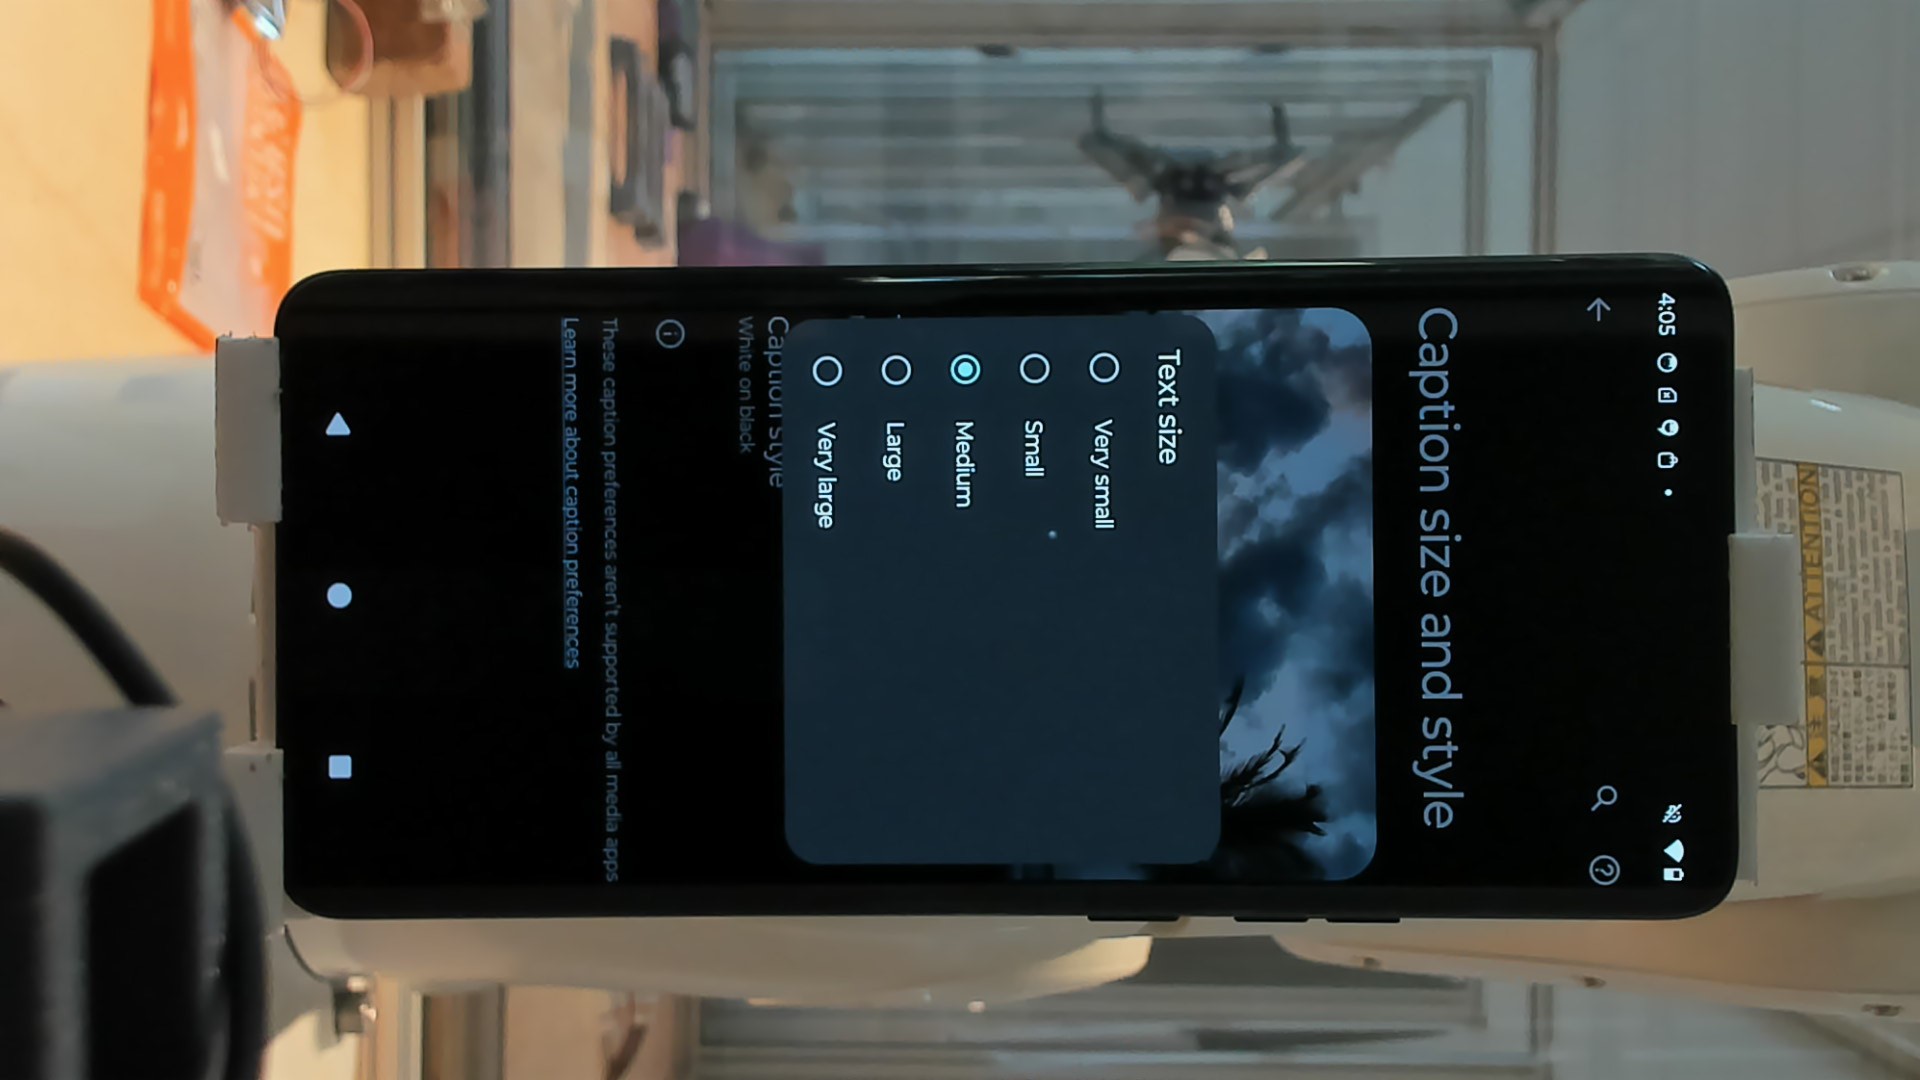 4:05
Caption size and style
Text size
Very small
Small
Medium
Large
Very large
Caption style
White on black
These caption preferences aren't supported by all media apps
Learn more about caption preferences
ATTENTION